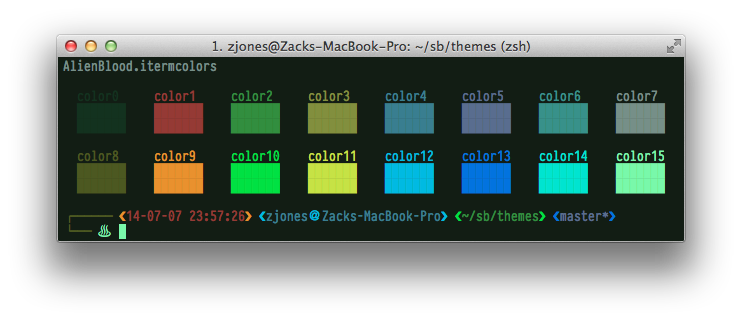 1. zjones@Zacks-MacBook-Pro: ~/sb/themes (zsh)
AlienBlood.itermcolors
color0 color1 color2 color3 color4 color5 color6 color7
color8 color9 color10 color11 color12 color13 color14 color15
❮14-07-07 23:57:26❯ ❮zjones@Zacks-MacBook-Pro❯ ❮~/sb/themes❯ ❮master*❯
♨